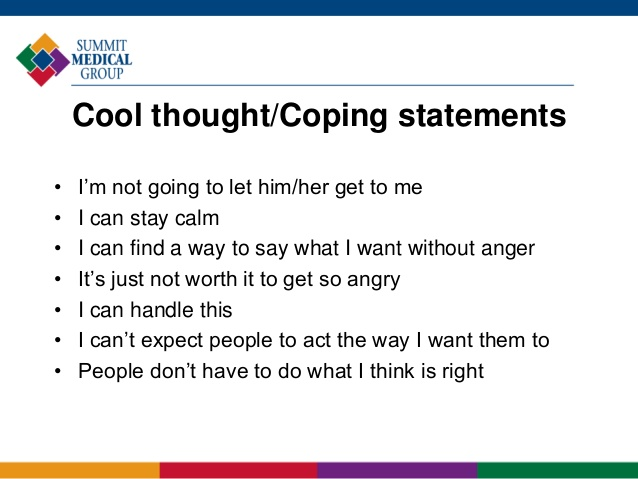 SUMMIT
MEDICAL
GROUP
Cool thought/Coping statements
• I’m not going to let him/her get to me
• I can stay calm
• I can find a way to say what I want without anger
• It’s just not worth it to get so angry
• I can handle this
• I can’t expect people to act the way I want them to
• People don’t have to do what I think is right